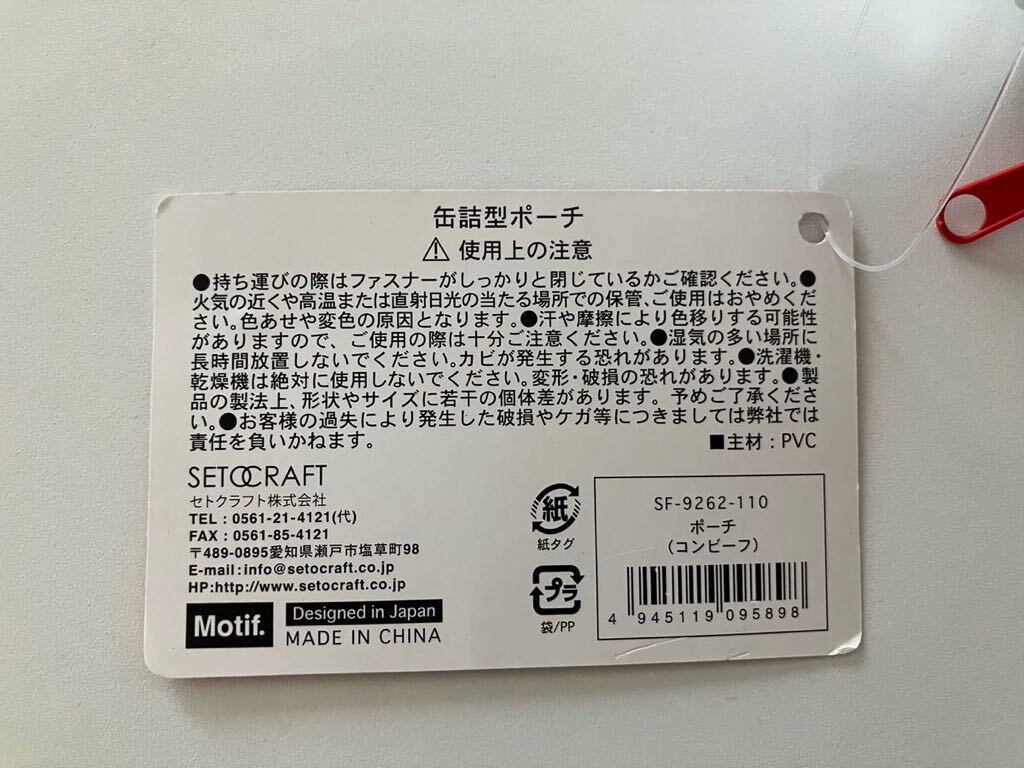 缶詰型ポーチ
⚠使用上の注意
●持ち運びの際はファスナーがしっかりと閉じているかご確認ください。●
火気の近くや高温または直射日光の当たる場所での保管、ご使用はおやめくだ
さい。色あせや変色の原因となります。●汗や摩擦により色移りする可能性
がありますので、ご使用の際は十分ご注意ください。●湿気の多い場所に
長時間放置しないでください。カビが発生する恐れがあります。●洗濯機・
乾燥機は絶対に使用しないでください。変形・破損の恐れがあります。●製
品の製法上、形状やサイズに若干の個体差があります。予めご了承くださ
い。●お客様の過失により発生した破損やケガ等につきましては弊社では
責任を負いかねます。
■主材：PVC
SETOCRAFT
セトクラフト株式会社
TEL : 0561-21-4121(代)
FAX : 0561-85-4121
〒489-0895愛知県瀬戸市塩草町98
E-mail : info@setocraft.co.jp
HP:http://www.setocraft.co.jp
Motif.
Designed in Japan
MADE IN CHINA
紙
紙タグ
プラ
袋/PP
SF-9262-110
ポーチ
（コンビーフ）
4 945119 095898